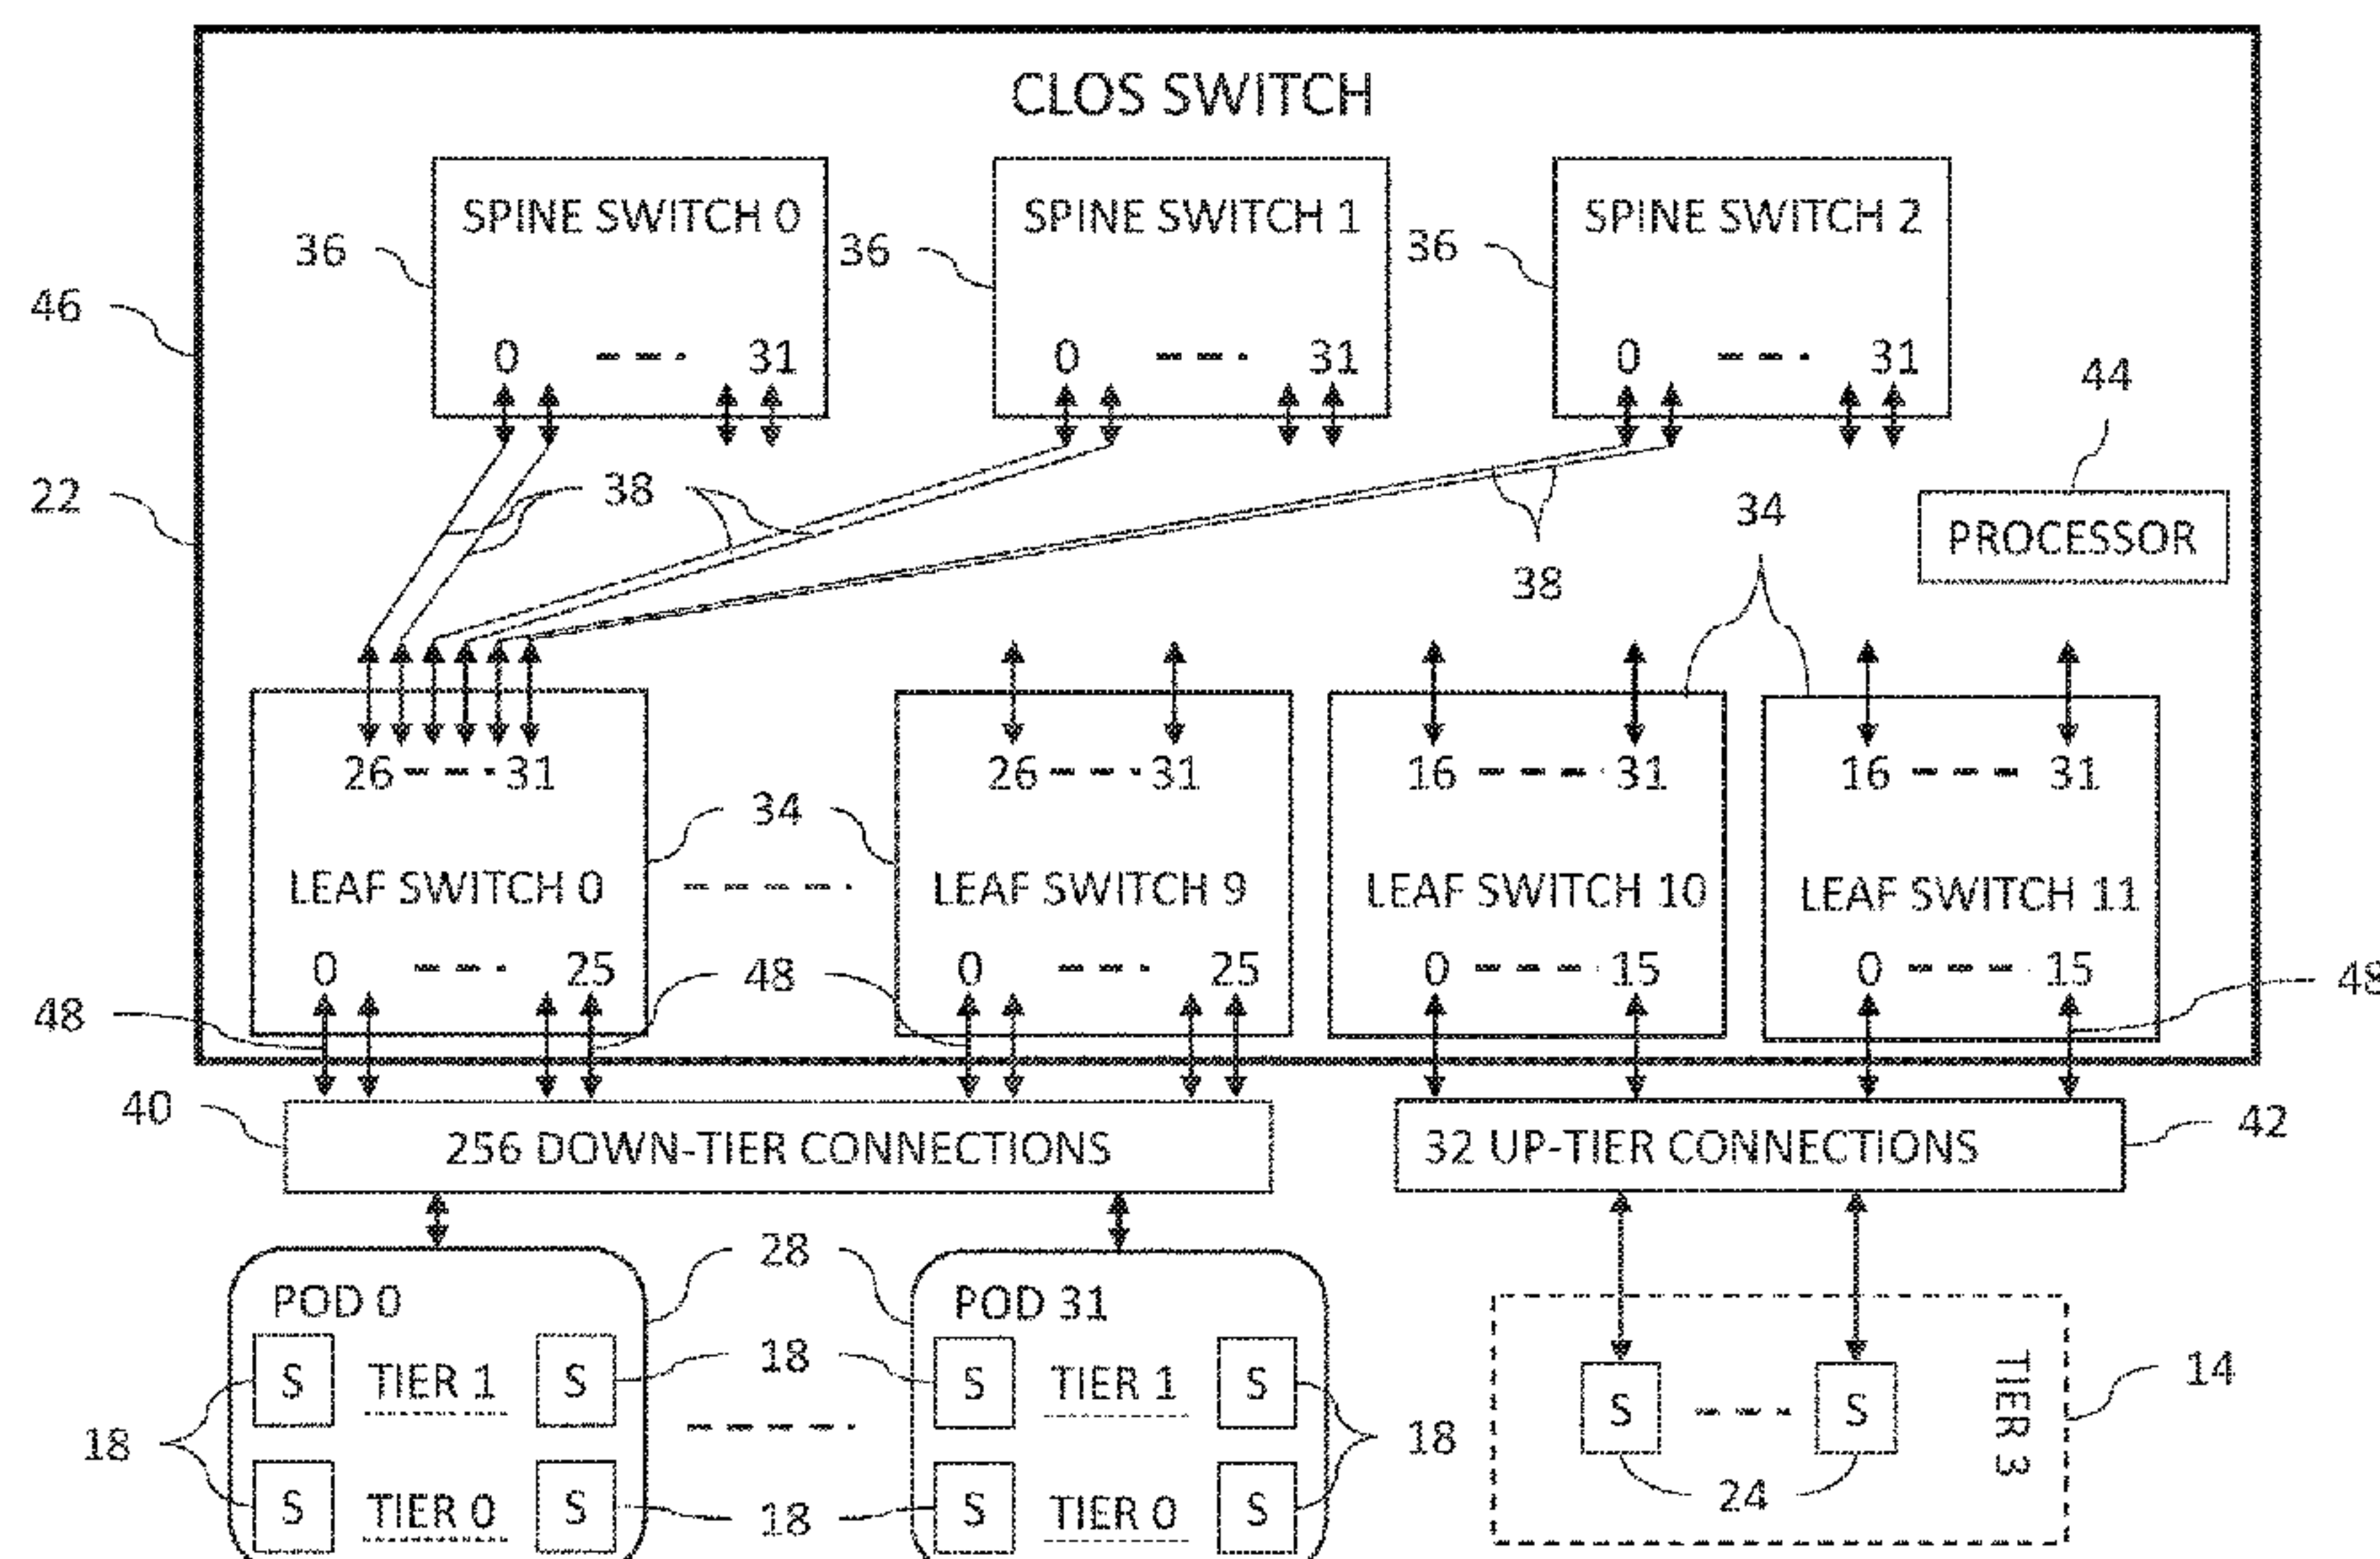 CLOS SWITCH
SPINE SWITCH 0 SPINE SWITCH 1 SPINE SWITCH 2
36 36 36
46
0 31 0 31 0 31
44
22 38 34
PROCESSOR
38
26 31 26 31 16 31 16 31
34
LEAF SWITCH 0 LEAF SWITCH 9 LEAF SWITCH 10 LEAF SWITCH 11
0 25 0 25 0 15 0 15
48 48 48
40 42
256 DOWN-TIER CONNECTIONS 32 UP-TIER CONNECTIONS
28
POD 0 POD 31
S TIER 1 S 18 S TIER 1 S
14
S S TIER 3
18 18
24
S TIER 0 S 18 S TIER 0 S